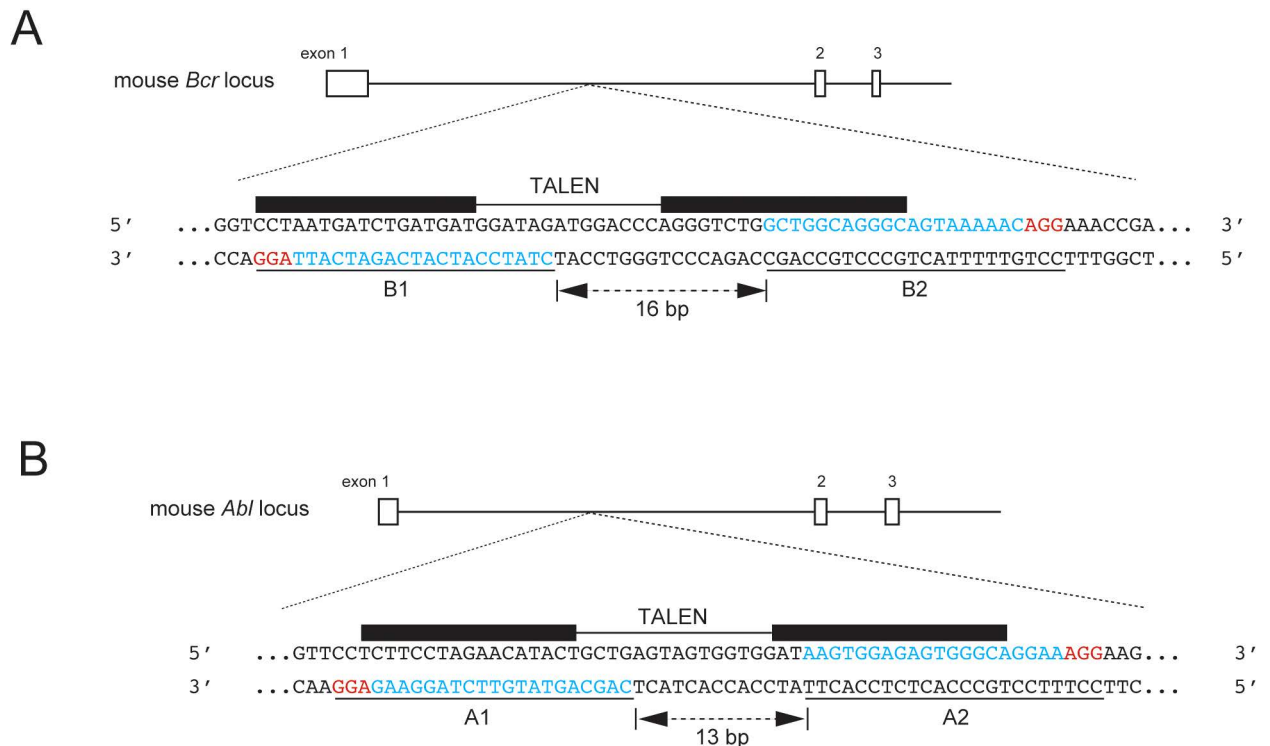 A
exon 1
2
3
mouse Bcr locus
TALEN
5′ ...GGTCCTAATGATCTGATGATGGATAGATGGACCCAGGGTCTGGCTGGCAGGGCAGTAAAAACAGGAAACCGA... 3′
3′ ...CCAGGATTACTAGACTACTACCTATCTACCTGGGTCCCAGACCGACCGTCCCGTCATTTTTGTCCTTTGGCT... 5′
B1
B2
16 bp
B
exon 1
2
3
mouse Abl locus
TALEN
5′ ...GTTCCTCTTCCTAGAACATACTGCTGAGTAGTGGTGGATAAGTGGAGAGTGGGCAGGAAAGGAAG... 3′
3′ ...CAAGGAGAAGGATCTTGTATGACGACTCATCACCACCTATTCACCTCTCACCCGTCCTTTCCTTC... 5′
A1
A2
13 bp